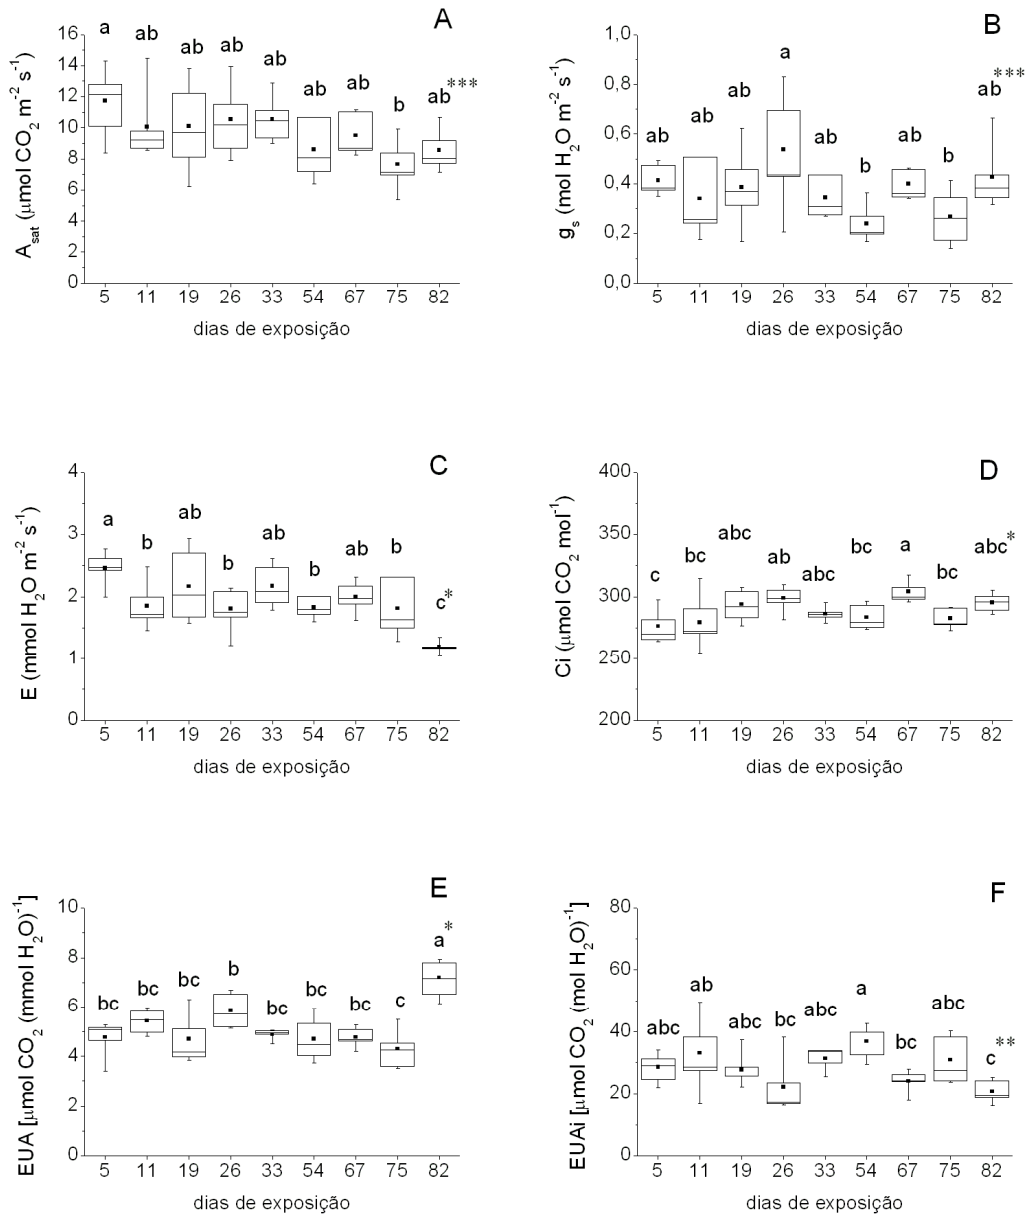 A
16
14
12
10
8
6
4
2
0
A_sat (μmol CO₂ m⁻² s⁻¹)
a ab ab ab ab ab ab b ab***
5 11 19 26 33 54 67 75 82
dias de exposição
B
1,0
0,8
0,6
0,4
0,2
0,0
g_s (mol H₂O m⁻² s⁻¹)
ab ab ab a ab b ab b ab***
5 11 19 26 33 54 67 75 82
dias de exposição
C
4
3
2
1
0
E (mmol H₂O m⁻² s⁻¹)
a b ab b ab b ab b c*
5 11 19 26 33 54 67 75 82
dias de exposição
D
400
350
300
250
200
Ci (μmol CO₂ mol⁻¹)
c bc abc ab abc bc a bc abc*
5 11 19 26 33 54 67 75 82
dias de exposição
E
10
8
6
4
2
0
EUA [μmol CO₂ (mmol H₂O)⁻¹]
bc bc bc b bc bc bc c a*
5 11 19 26 33 54 67 75 82
dias de exposição
F
80
60
40
20
0
EUAi [μmol CO₂ (mol H₂O)⁻¹]
abc ab abc bc abc a bc abc c**
5 11 19 26 33 54 67 75 82
dias de exposição